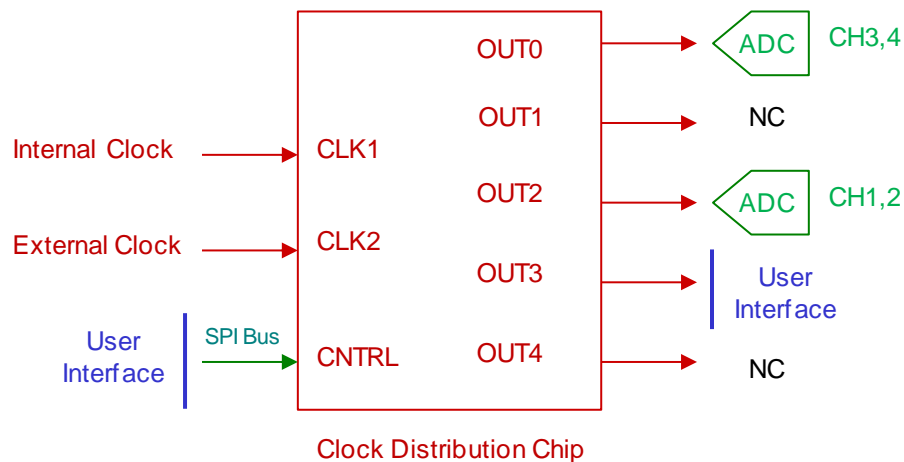 OUT0
ADC
CH3,4
OUT1
NC
Internal Clock
CLK1
OUT2
ADC
CH1,2
External Clock
CLK2
OUT3
User
Interface
User
Interface
SPI Bus
CNTRL
OUT4
NC
Clock Distribution Chip